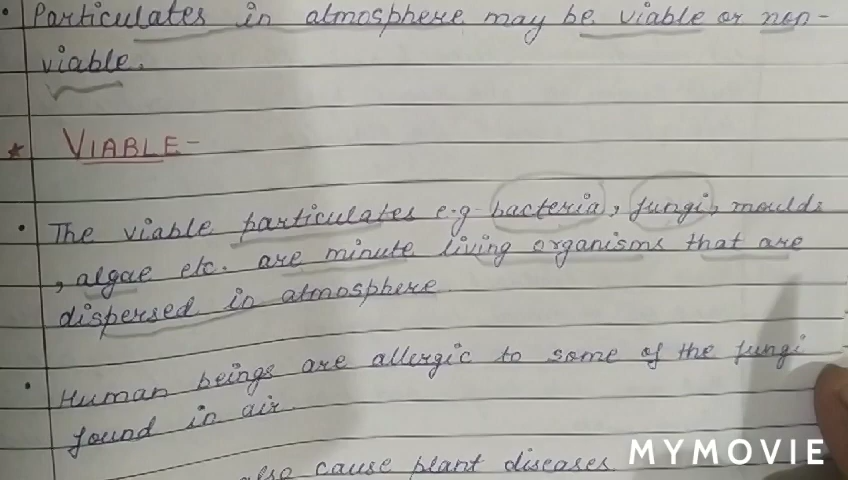 • Particulates in atmosphere may be viable or non-
viable.
* VIABLE-
• The viable particulates e.g bacteria, fungi, moulds
, algae etc. are minute living organisms that are
dispersed in atmosphere
• Human beings are allergic to some of the fungi
found in air.
also cause plant diseases.
MYMOVIE